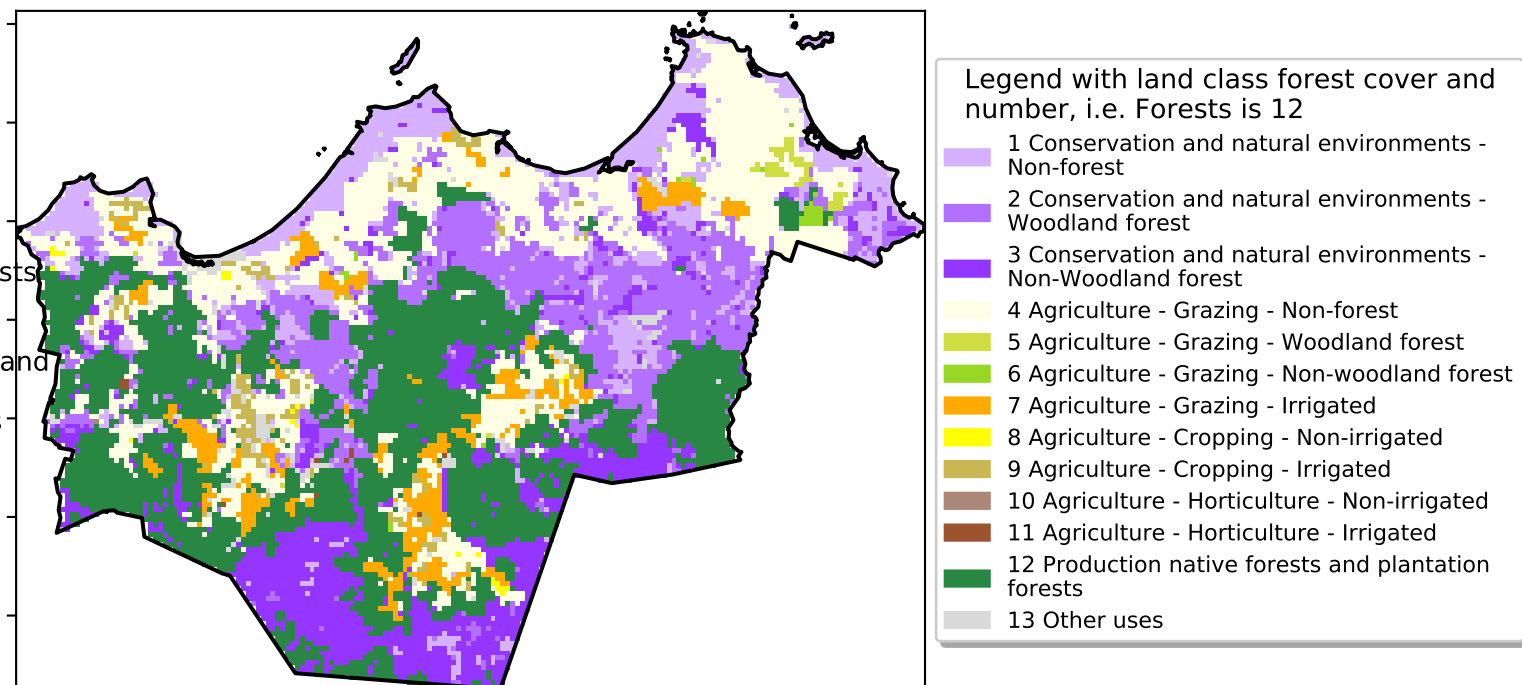 Legend with land class forest cover and
number, i.e. Forests is 12
1 Conservation and natural environments -
Non-forest
2 Conservation and natural environments -
Woodland forest
3 Conservation and natural environments -
Non-Woodland forest
4 Agriculture - Grazing - Non-forest
5 Agriculture - Grazing - Woodland forest
6 Agriculture - Grazing - Non-woodland forest
7 Agriculture - Grazing - Irrigated
8 Agriculture - Cropping - Non-irrigated
9 Agriculture - Cropping - Irrigated
10 Agriculture - Horticulture - Non-irrigated
11 Agriculture - Horticulture - Irrigated
12 Production native forests and plantation
forests
13 Other uses
sts
and